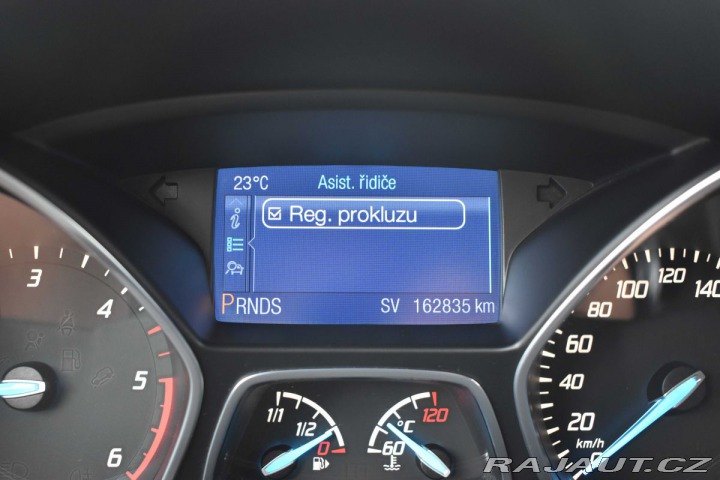 23°C Asist. řidiče
Reg. prokluzu
PRNDS SV 162835 km
3
4
5
6
1/1
1/2
0
°C
120
60
0
20
40
60
80
100
120
140
km/h
RAJAUT.CZ